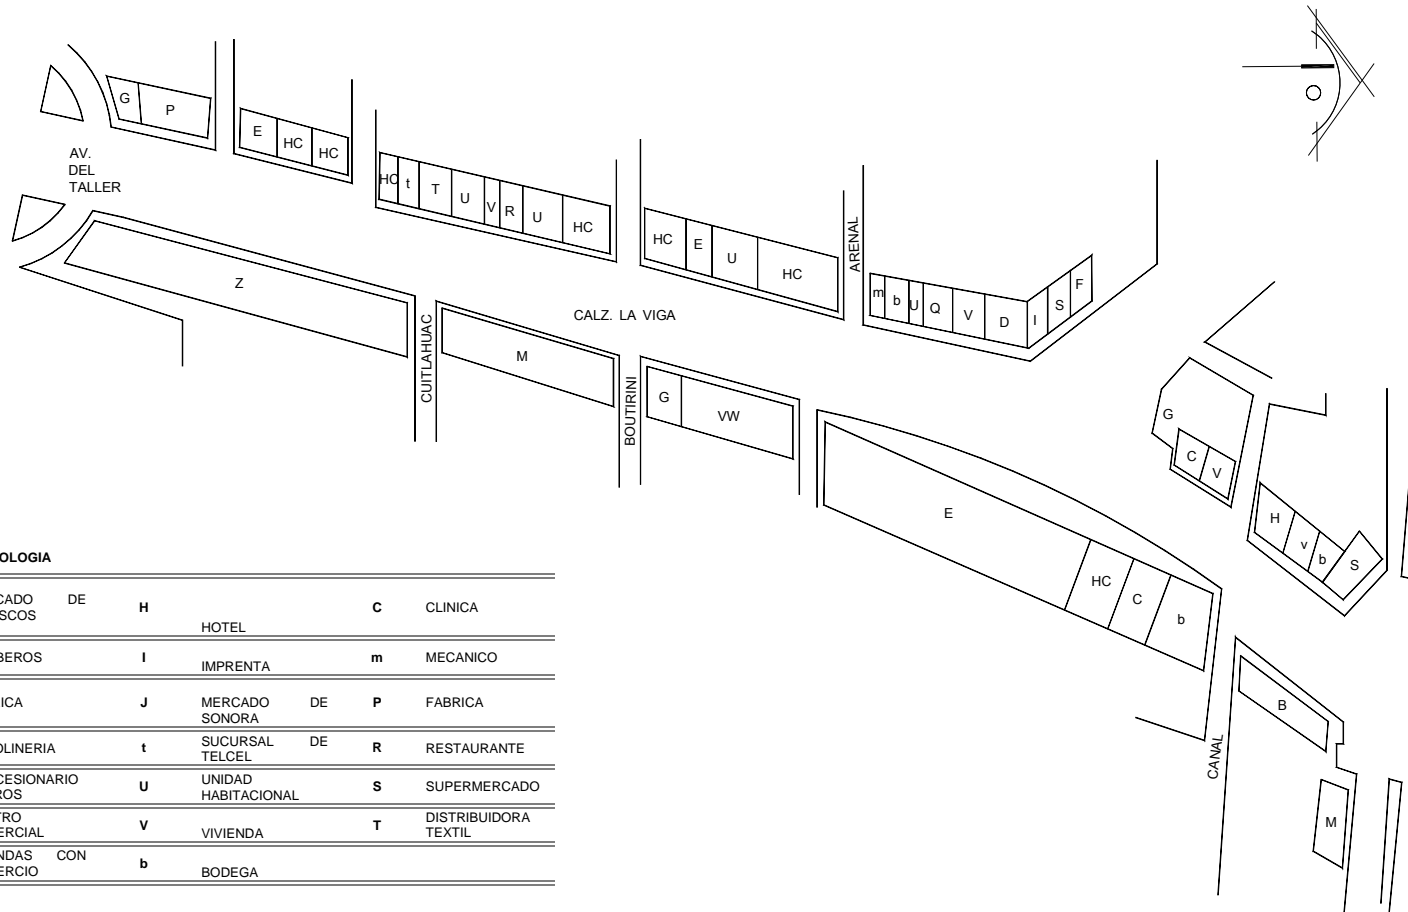 G
P
E
HC
HC
AV.
DEL
TALLER
HC
t
T
U
V
R
U
HC
HC
E
U
HC
ARENAL
m
b
U
Q
V
D
I
S
F
Z
CALZ. LA VIGA
CUITLAHUAC
M
BOUTIRINI
G
VW
G
C
V
H
v
b
S
E
HC
C
b
CANAL
B
M
OLOGIA
CADO DE H HOTEL C CLINICA
SCOS
BEROS I IMPRENTA m MECANICO
ICA J MERCADO DE P FABRICA
SONORA
OLINERIA t SUCURSAL DE R RESTAURANTE
TELCEL
CESIONARIO U UNIDAD S SUPERMERCADO
ROS HABITACIONAL
TRO V VIVIENDA T DISTRIBUIDORA
ERCIAL TEXTIL
NDAS CON b BODEGA
ERCIO